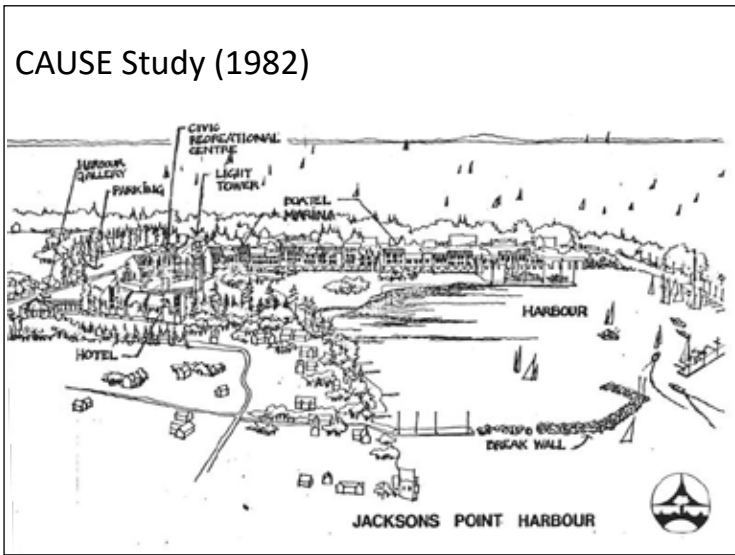 CAUSE Study (1982)
CIVIC
RECREATIONAL
CENTRE
HARBOUR
GALLERY
PARKING
LIGHT
TOWER
BOATEL
MARINA
HARBOUR
HOTEL
BREAK WALL
JACKSONS POINT HARBOUR